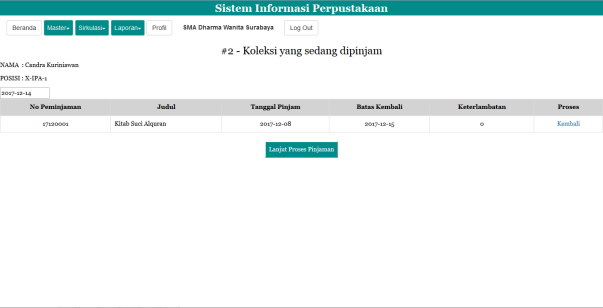 Sistem Informasi Perpustakaan
Beranda Master Sirkulasi Laporan Profil SMA Dharma Wanita Surabaya Log Out
#2 - Koleksi yang sedang dipinjam
NAMA : Candra Kuriniawan
POSISI : X-IPA-1
2017-12-14
No Peminjaman Judul Tanggal Pinjam Batas Kembali Keterlambatan Proses
17120001 Kitab Suci Alquran 2017-12-08 2017-12-15 0 Kembali
Lanjut Proses Pinjaman